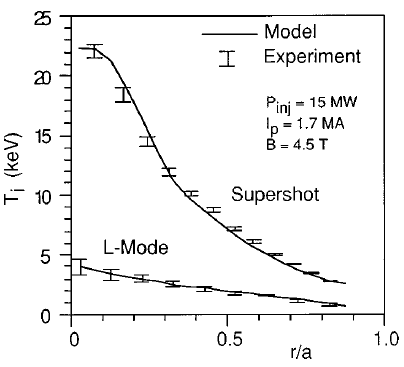 25
20
15
10
5
0
T_i (keV)
Model
Experiment
P_inj = 15 MW
I_p = 1.7 MA
B = 4.5 T
Supershot
L-Mode
0
0.5
1.0
r/a